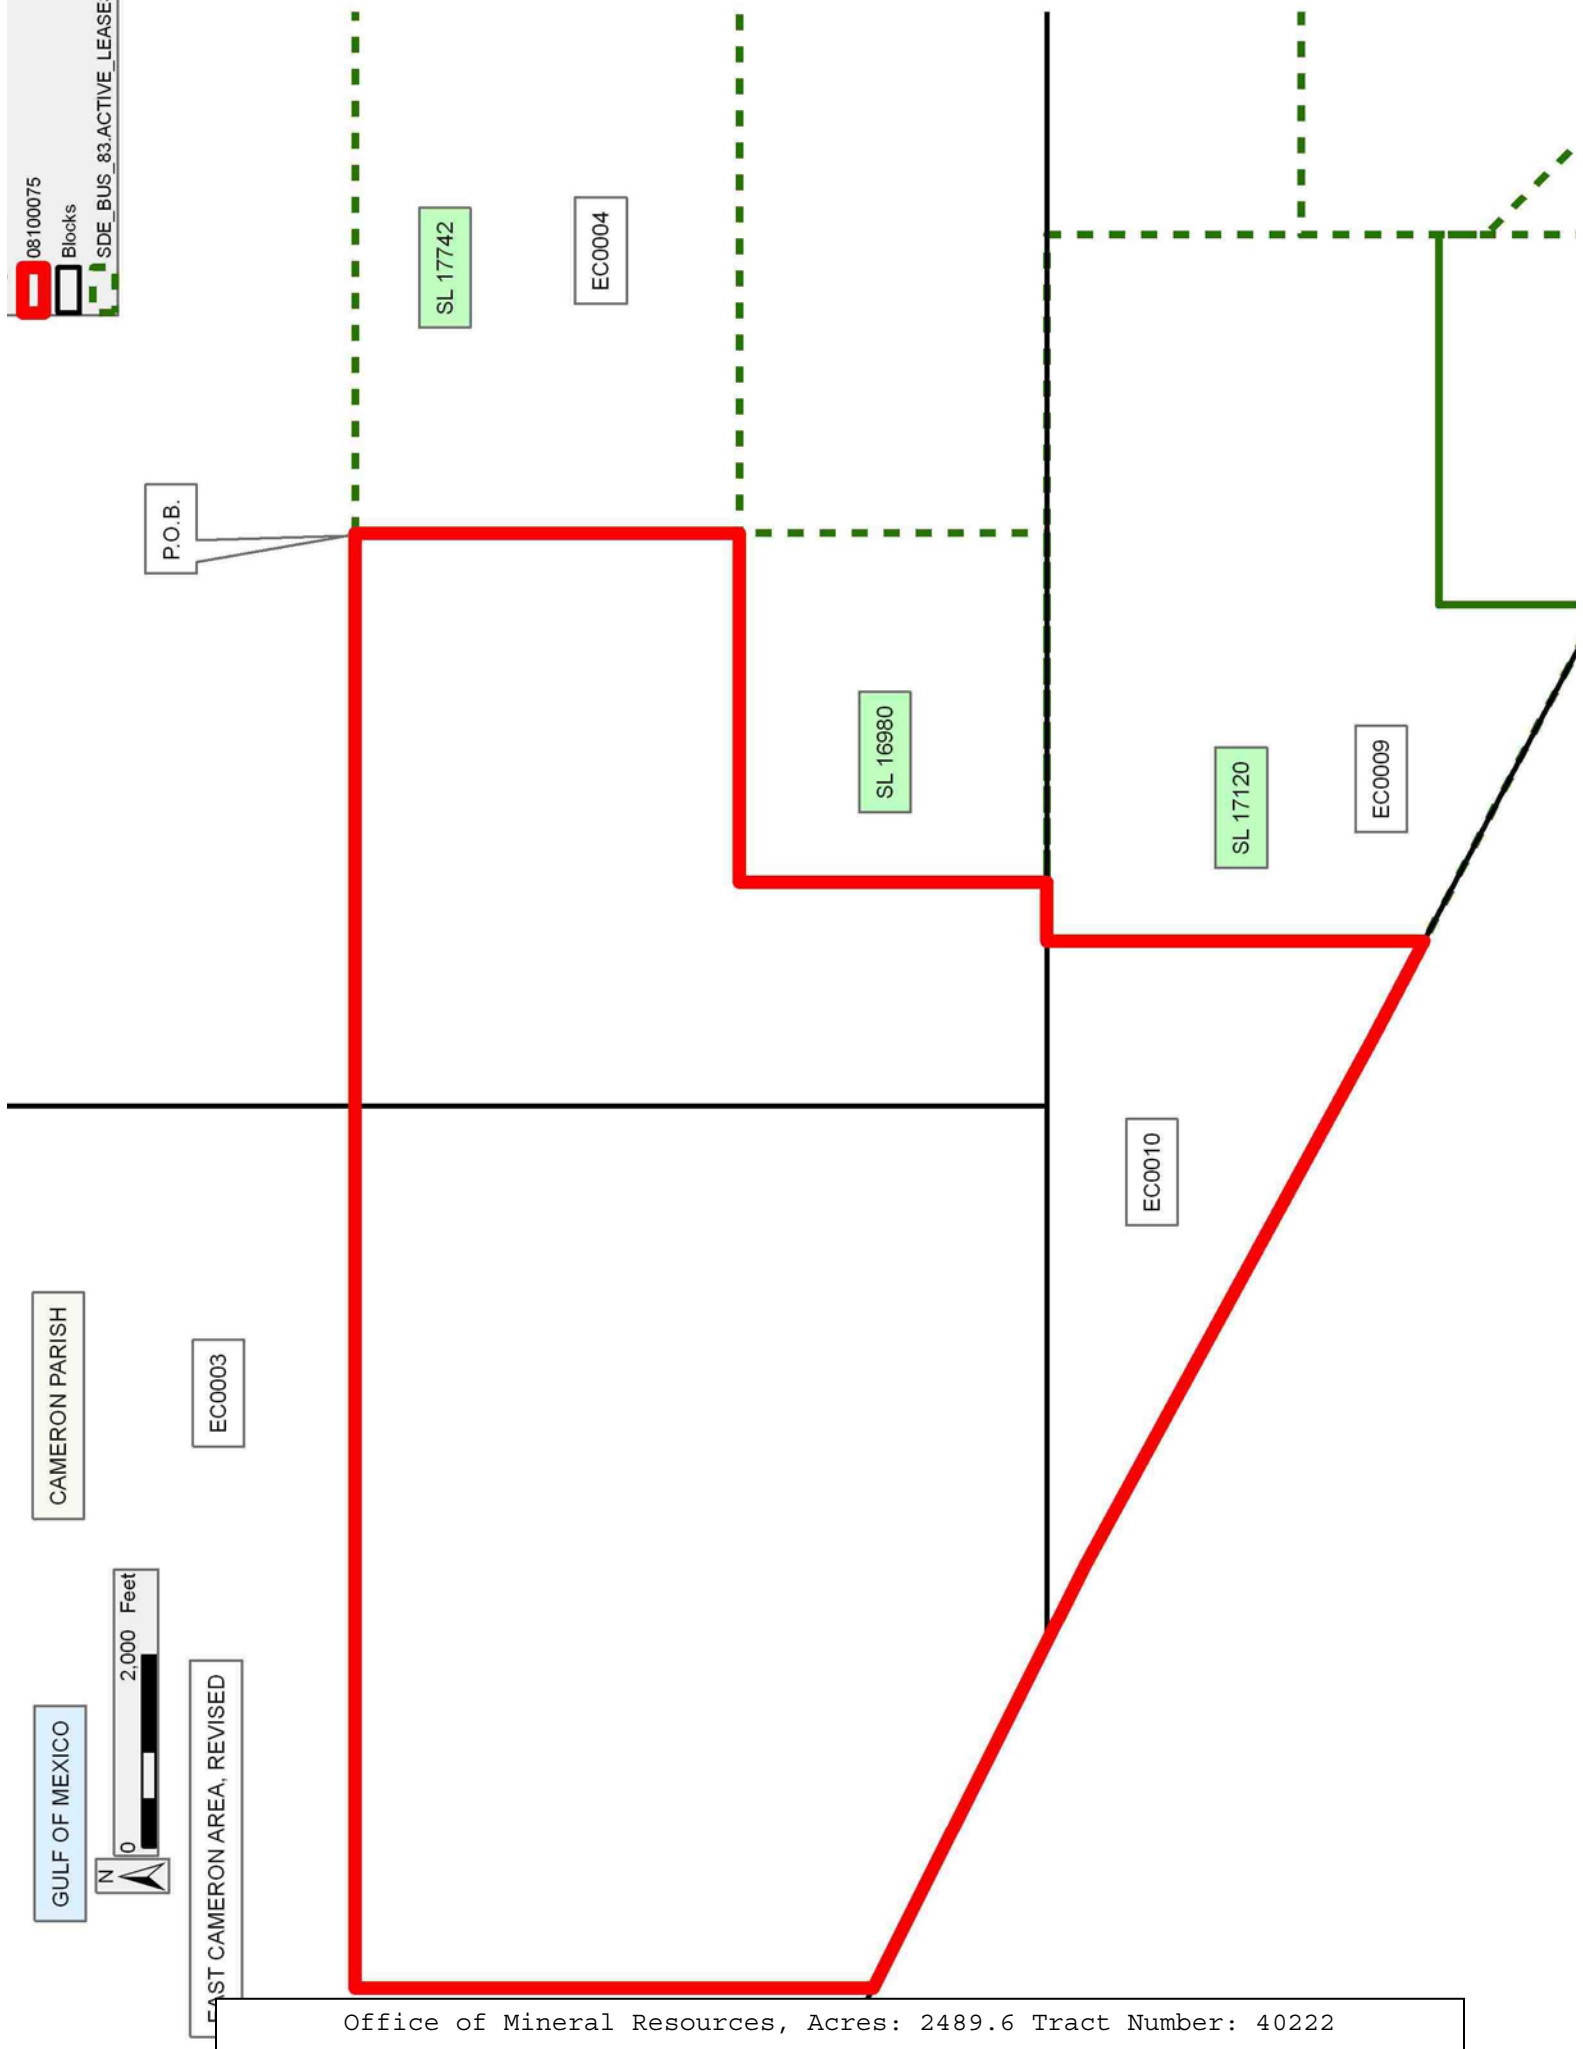 08100075
Blocks
SDE_BUS_83.ACTIVE_LEASE
CAMERON PARISH
GULF OF MEXICO
N
0
2,000 Feet
EAST CAMERON AREA, REVISED
EC0003
P.O.B.
SL 17742
EC0004
SL 16980
SL 17120
EC0009
EC0010
Office of Mineral Resources, Acres: 2489.6 Tract Number: 40222